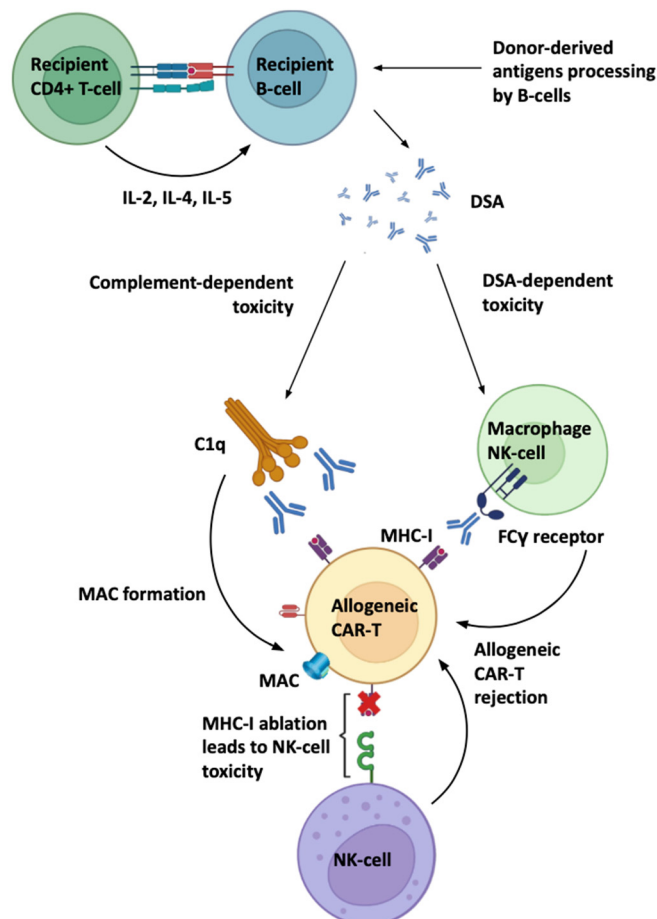 Recipient
CD4+ T-cell
Recipient
B-cell
Donor-derived
antigens processing
by B-cells
IL-2, IL-4, IL-5
DSA
Complement-dependent
toxicity
DSA-dependent
toxicity
C1q
Macrophage
NK-cell
MHC-I
FCγ receptor
MAC formation
Allogeneic
CAR-T
Allogeneic
CAR-T
rejection
MAC
MHC-I ablation
leads to NK-cell
toxicity
NK-cell